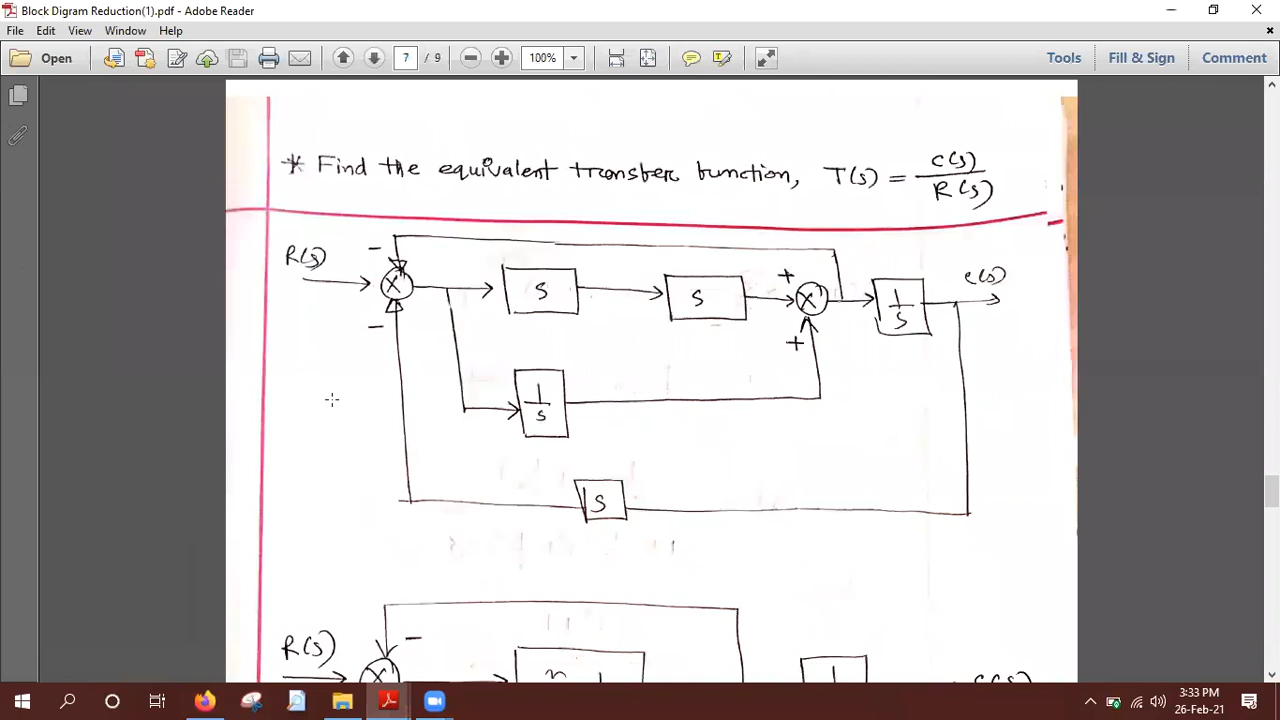 Block Digram Reduction(1).pdf - Adobe Reader
File Edit View Window Help
Open 7 / 9 100% Tools Fill & Sign Comment
* Find the equivalent transfer function, T(s) = C(s) / R(s)
R(s) - X S S + X 1/s C(s)
- +
1/s
S
R(s) - X
3:33 PM
26-Feb-21